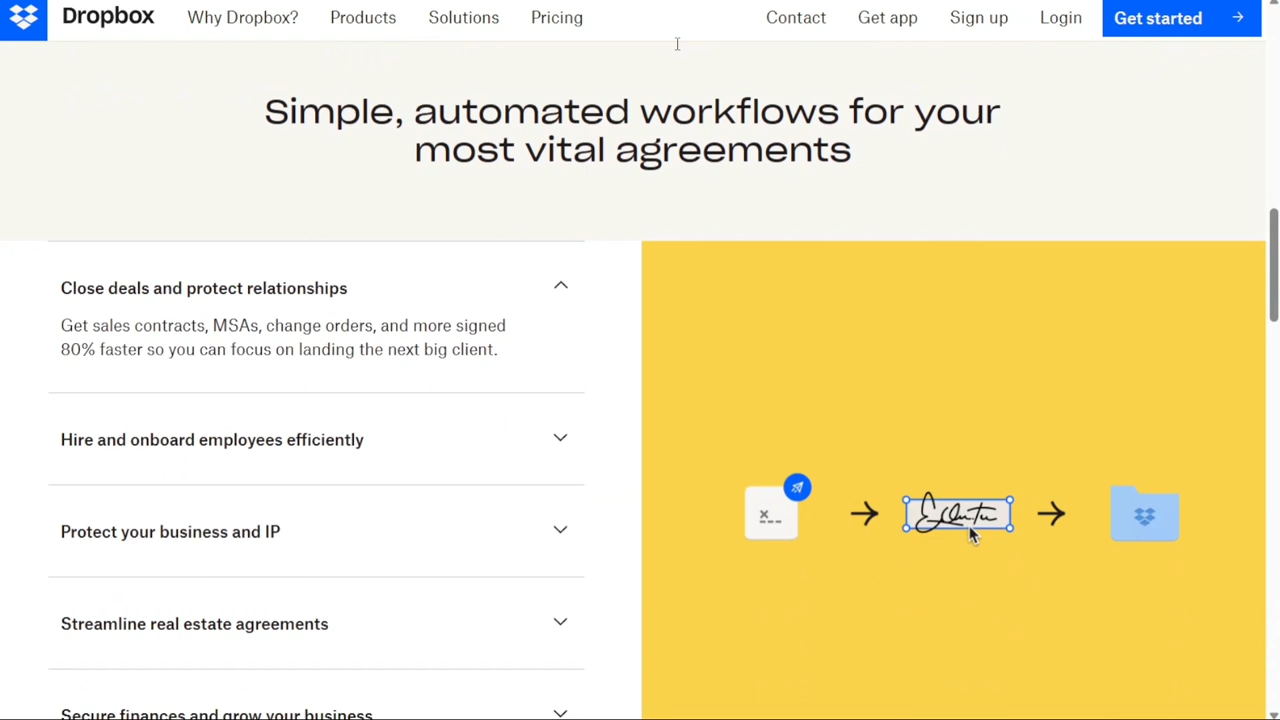 Dropbox Why Dropbox? Products Solutions Pricing Contact Get app Sign up Login Get started
Simple, automated workflows for your
most vital agreements
Close deals and protect relationships
Get sales contracts, MSAs, change orders, and more signed
80% faster so you can focus on landing the next big client.
Hire and onboard employees efficiently
Protect your business and IP
Streamline real estate agreements
Secure finances and grow your business
x---